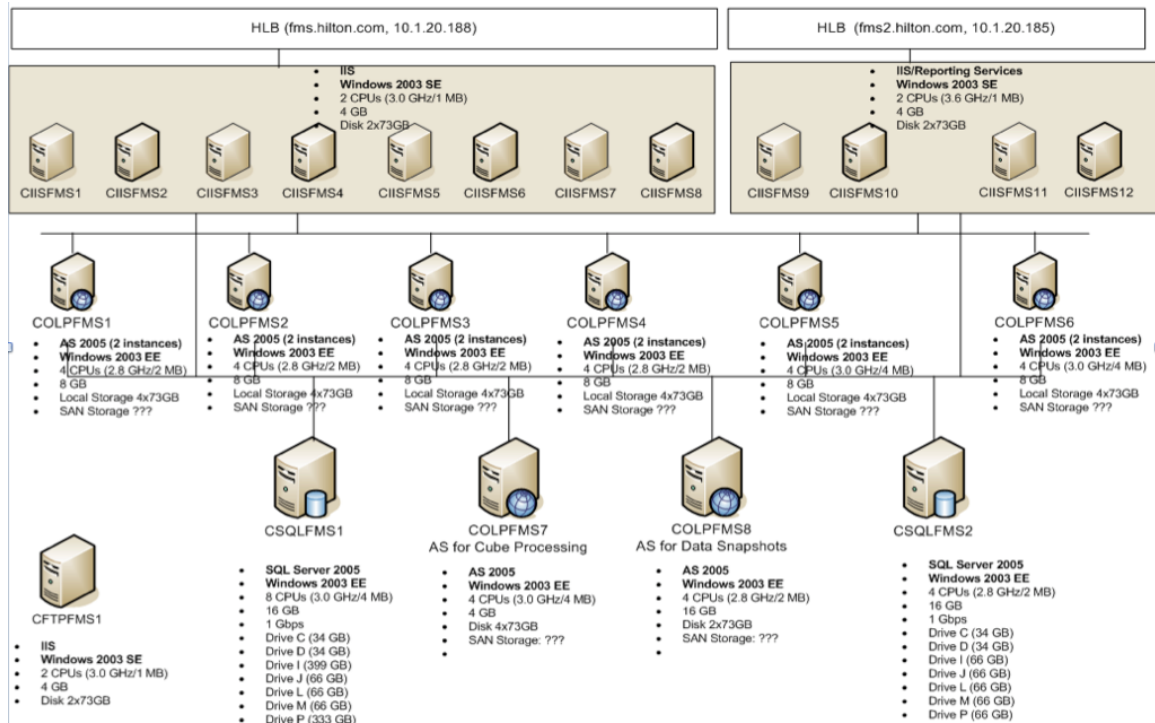 HLB (fms.hilton.com, 10.1.20.188)
HLB (fms2.hilton.com, 10.1.20.185)
• IIS
• Windows 2003 SE
• 2 CPUs (3.0 GHz/1 MB)
• 4 GB
• Disk 2x73GB
• IIS/Reporting Services
• Windows 2003 SE
• 2 CPUs (3.6 GHz/1 MB)
• 4 GB
• Disk 2x73GB
CIISFMS1
CIISFMS2
CIISFMS3
CIISFMS4
CIISFMS5
CIISFMS6
CIISFMS7
CIISFMS8
CIISFMS9
CIISFMS10
CIISFMS11
CIISFMS12
COLPFMS1
• AS 2005 (2 instances)
• Windows 2003 EE
• 4 CPUs (2.8 GHz/2 MB)
• 8 GB
• Local Storage 4x73GB
• SAN Storage ???
COLPFMS2
• AS 2005 (2 instances)
• Windows 2003 EE
• 4 CPUs (2.8 GHz/2 MB)
• 8 GB
• Local Storage 4x73GB
• SAN Storage ???
COLPFMS3
• AS 2005 (2 instances)
• Windows 2003 EE
• 4 CPUs (2.8 GHz/2 MB)
• 8 GB
• Local Storage 4x73GB
• SAN Storage ???
COLPFMS4
• AS 2005 (2 instances)
• Windows 2003 EE
• 4 CPUs (2.8 GHz/2 MB)
• 8 GB
• Local Storage 4x73GB
• SAN Storage ???
COLPFMS5
• AS 2005 (2 instances)
• Windows 2003 EE
• 4 CPUs (3.0 GHz/4 MB)
• 8 GB
• Local Storage 4x73GB
• SAN Storage ???
COLPFMS6
• AS 2005 (2 instances)
• Windows 2003 EE
• 4 CPUs (3.0 GHz/4 MB)
• 8 GB
• Local Storage 4x73GB
• SAN Storage ???
CFTPFMS1
• IIS
• Windows 2003 SE
• 2 CPUs (3.0 GHz/1 MB)
• 4 GB
• Disk 2x73GB
CSQLFMS1
• SQL Server 2005
• Windows 2003 EE
• 8 CPUs (3.0 GHz/4 MB)
• 16 GB
• 1 Gbps
• Drive C (34 GB)
• Drive D (34 GB)
• Drive I (399 GB)
• Drive J (66 GB)
• Drive L (66 GB)
• Drive M (66 GB)
• Drive P (333 GB)
COLPFMS7
AS for Cube Processing
• AS 2005
• Windows 2003 EE
• 4 CPUs (3.0 GHz/4 MB)
• 4 GB
• Disk 4x73GB
• SAN Storage: ???
•
COLPFMS8
AS for Data Snapshots
• AS 2005
• Windows 2003 EE
• 4 CPUs (2.8 GHz/2 MB)
• 16 GB
• Disk 2x73GB
• SAN Storage: ???
•
CSQLFMS2
• SQL Server 2005
• Windows 2003 EE
• 4 CPUs (2.8 GHz/2 MB)
• 16 GB
• 1 Gbps
• Drive C (34 GB)
• Drive D (34 GB)
• Drive I (66 GB)
• Drive J (66 GB)
• Drive L (66 GB)
• Drive M (66 GB)
• Drive P (66 GB)